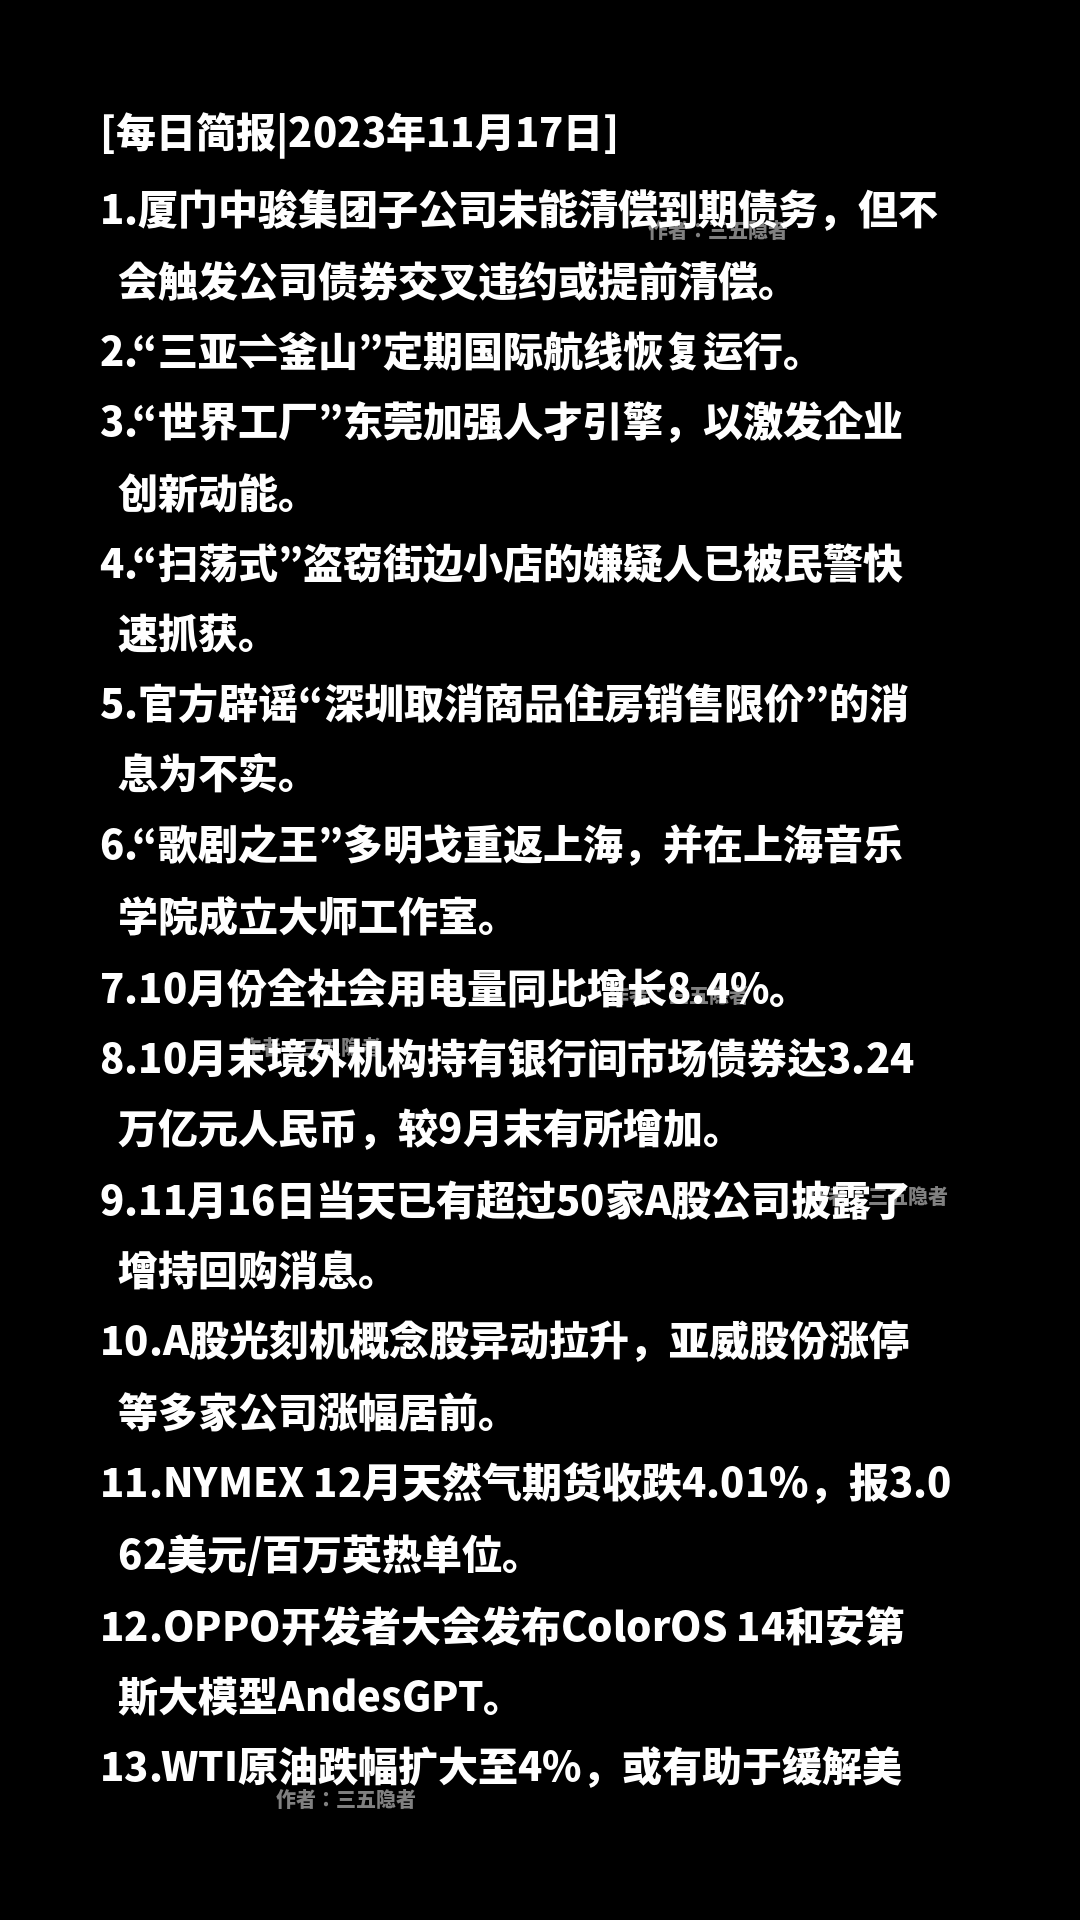 [每日简报|2023年11月17日]
1.厦门中骏集团子公司未能清偿到期债务，但不
作者：三五隐者
会触发公司债券交叉违约或提前清偿。
2.“三亚⇌釜山”定期国际航线恢复运行。
3.“世界工厂”东莞加强人才引擎，以激发企业
创新动能。
4.“扫荡式”盗窃街边小店的嫌疑人已被民警快
速抓获。
5.官方辟谣“深圳取消商品住房销售限价”的消
息为不实。
6.“歌剧之王”多明戈重返上海，并在上海音乐
学院成立大师工作室。
7.10月份全社会用电量同比增长8.4%。
作者：三五隐者
8.10月末境外机构持有银行间市场债券达3.24
作者：三五隐者
万亿元人民币，较9月末有所增加。
9.11月16日当天已有超过50家A股公司披露了
作者：三五隐者
增持回购消息。
10.A股光刻机概念股异动拉升，亚威股份涨停
等多家公司涨幅居前。
11.NYMEX 12月天然气期货收跌4.01%，报3.0
62美元/百万英热单位。
12.OPPO开发者大会发布ColorOS 14和安第
斯大模型AndesGPT。
13.WTI原油跌幅扩大至4%，或有助于缓解美
作者：三五隐者